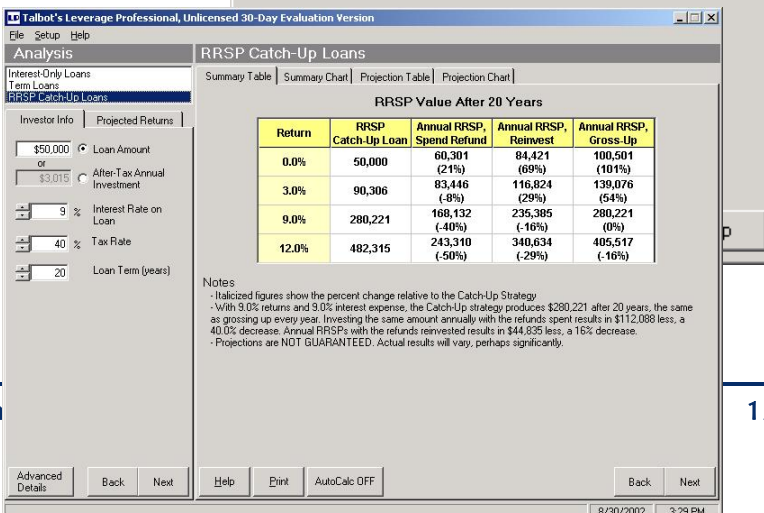 Talbot's Leverage Professional, Unlicensed 30-Day Evaluation Version
File Setup Help
Analysis
Interest-Only Loans
Term Loans
RRSP Catch-Up Loans
Investor Info Projected Returns
$50,000 Loan Amount
or
$3,015 After-Tax Annual
Investment
9 % Interest Rate on
Loan
40 % Tax Rate
20 Loan Term (years)
Advanced
Details Back Next
RRSP Catch-Up Loans
Summary Table Summary Chart Projection Table Projection Chart
RRSP Value After 20 Years
Return RRSP Annual RRSP, Annual RRSP, Annual RRSP,
Catch-Up Loan Spend Refund Reinvest Gross-Up
0.0% 50,000 60,301 84,421 100,501
(21%) (69%) (101%)
3.0% 90,306 83,446 116,824 139,076
(-8%) (29%) (54%)
9.0% 280,221 168,132 235,385 280,221
(-40%) (-16%) (0%)
12.0% 482,315 243,310 340,634 405,517
(-50%) (-29%) (-16%)
Notes
- Italicized figures show the percent change relative to the Catch-Up Strategy
- With 9.0% returns and 9.0% interest expense, the Catch-Up strategy produces $280,221 after 20 years, the same
as grossing up every year. Investing the same amount annually with the refunds spent results in $112,088 less, a
40.0% decrease. Annual RRSPs with the refunds reinvested results in $44,835 less, a 16% decrease.
- Projections are NOT GUARANTEED. Actual results will vary, perhaps significantly.
Help Print AutoCalc OFF Back Next
8/30/2002 3:29 PM